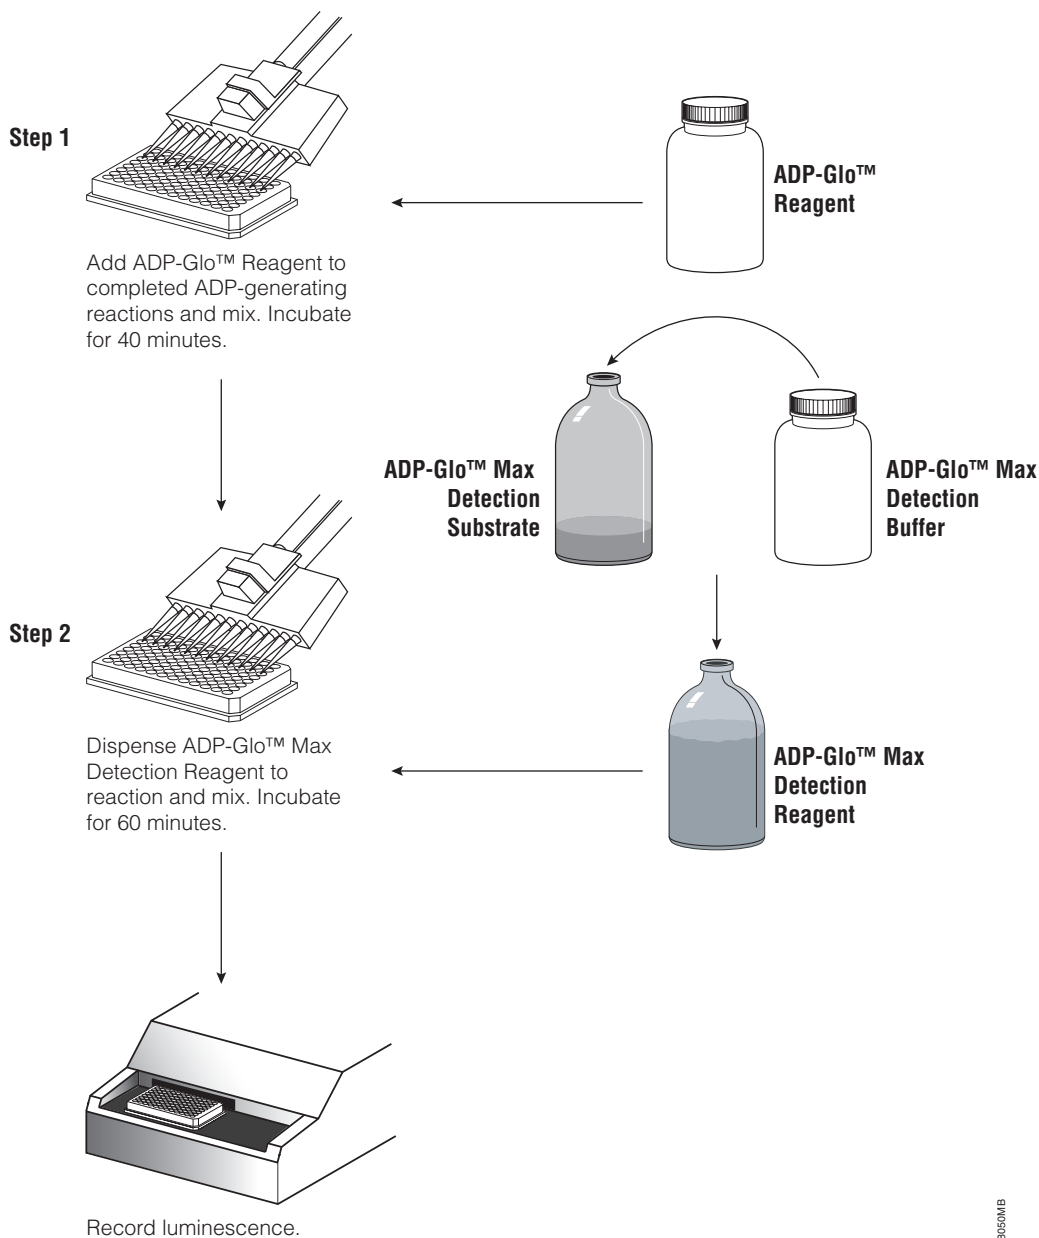 Step 1
Add ADP-Glo™ Reagent to
completed ADP-generating
reactions and mix. Incubate
for 40 minutes.
ADP-Glo™
Reagent
ADP-Glo™ Max
Detection
Substrate
ADP-Glo™ Max
Detection
Buffer
Step 2
Dispense ADP-Glo™ Max
Detection Reagent to
reaction and mix. Incubate
for 60 minutes.
ADP-Glo™ Max
Detection
Reagent
Record luminescence.